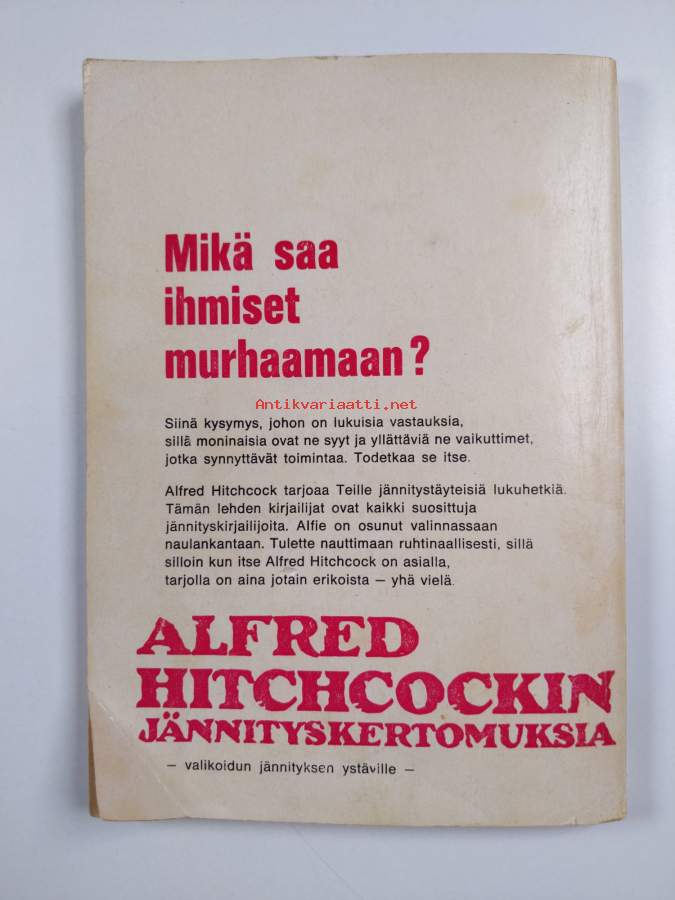 Mikä saa
ihmiset
murhaamaan?
Antikvariaatti.net
Siinä kysymys, johon on lukuisia vastauksia,
sillä moninaisia ovat ne syyt ja yllättäviä ne vaikuttimet,
jotka synnyttävät toimintaa. Todetkaa se itse.
Alfred Hitchcock tarjoaa Teille jännitystäyteisiä lukuhetkiä.
Tämän lehden kirjailijat ovat kaikki suosittuja
jännityskirjailijoita. Alfie on osunut valinnassaan
naulankantaan. Tulette nauttimaan ruhtinaallisesti, sillä
silloin kun itse Alfred Hitchcock on asialla,
tarjolla on aina jotain erikoista — yhä vielä.
ALFRED
HITCHCOCKIN
JÄNNITYSKERTOMUKSIA
— valikoidun jännityksen ystäville —